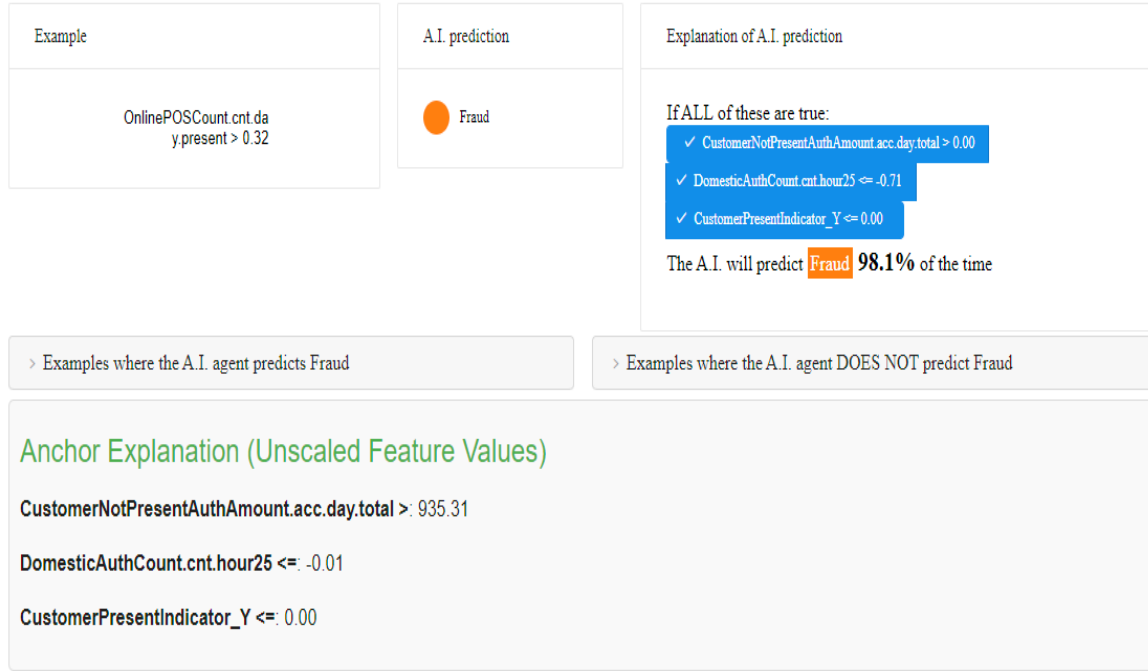 Example
OnlinePOSCount.cnt.da
y.present > 0.32
A.I. prediction
Fraud
Explanation of A.I. prediction
If ALL of these are true:
✓ CustomerNotPresentAuthAmount.acc.day.total > 0.00
✓ DomesticAuthCount.cnt.hour25 <= -0.71
✓ CustomerPresentIndicator_Y <= 0.00
The A.I. will predict Fraud 98.1% of the time
> Examples where the A.I. agent predicts Fraud
> Examples where the A.I. agent DOES NOT predict Fraud
Anchor Explanation (Unscaled Feature Values)
CustomerNotPresentAuthAmount.acc.day.total >: 935.31
DomesticAuthCount.cnt.hour25 <=: -0.01
CustomerPresentIndicator_Y <=: 0.00